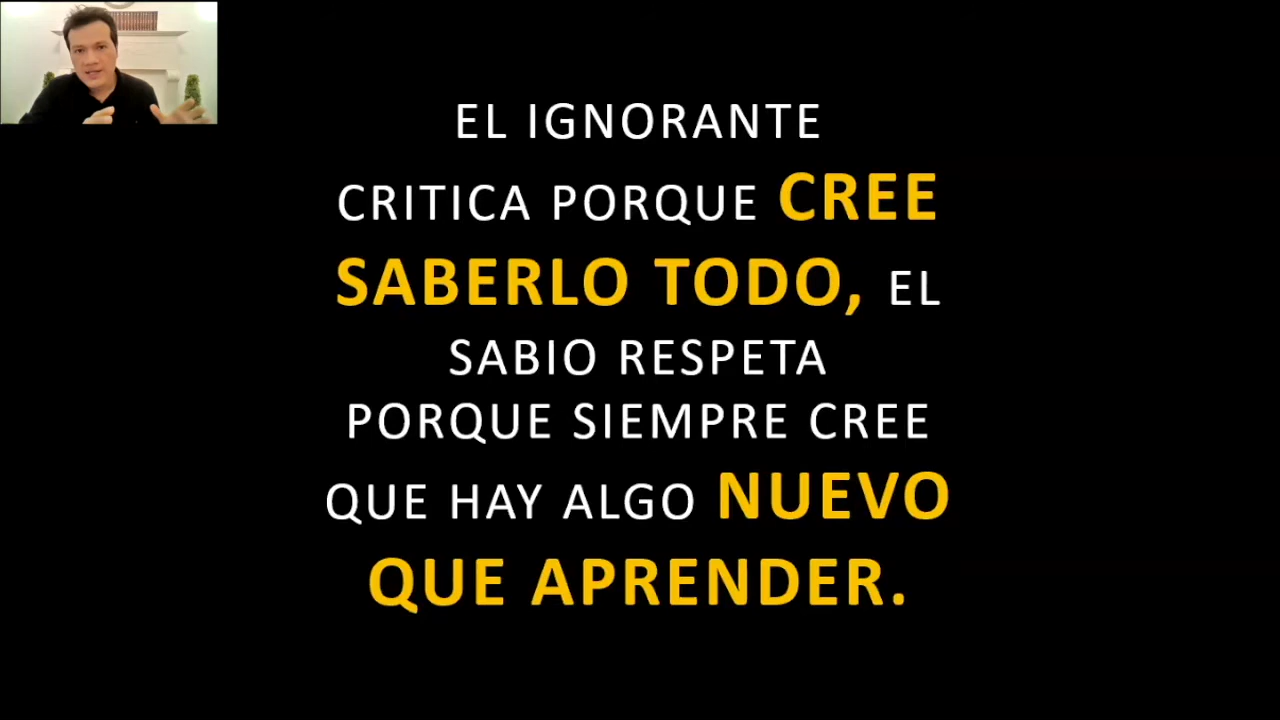 EL IGNORANTE
CRITICA PORQUE CREE
SABERLO TODO, EL
SABIO RESPETA
PORQUE SIEMPRE CREE
QUE HAY ALGO NUEVO
QUE APRENDER.